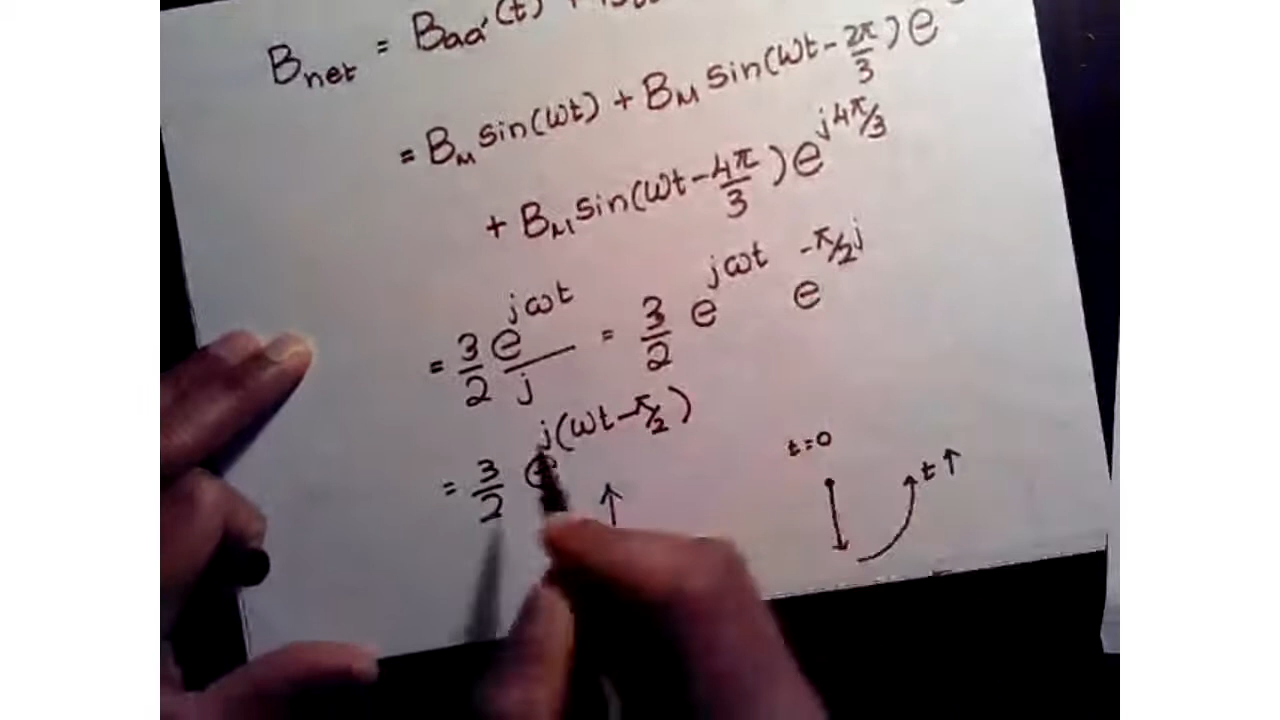 B_net = Baa'(t) +
= B_M sin(ωt) + B_M sin(ωt - 2π/3) e
+ B_M sin(ωt - 4π/3) e^{j4π/3}
= 3/2 e^{jωt}/j = 3/2 e^{jωt} e^{-π/2 j}
= 3/2 e^{j(ωt - π/2)}
↑
t=0
t ↑